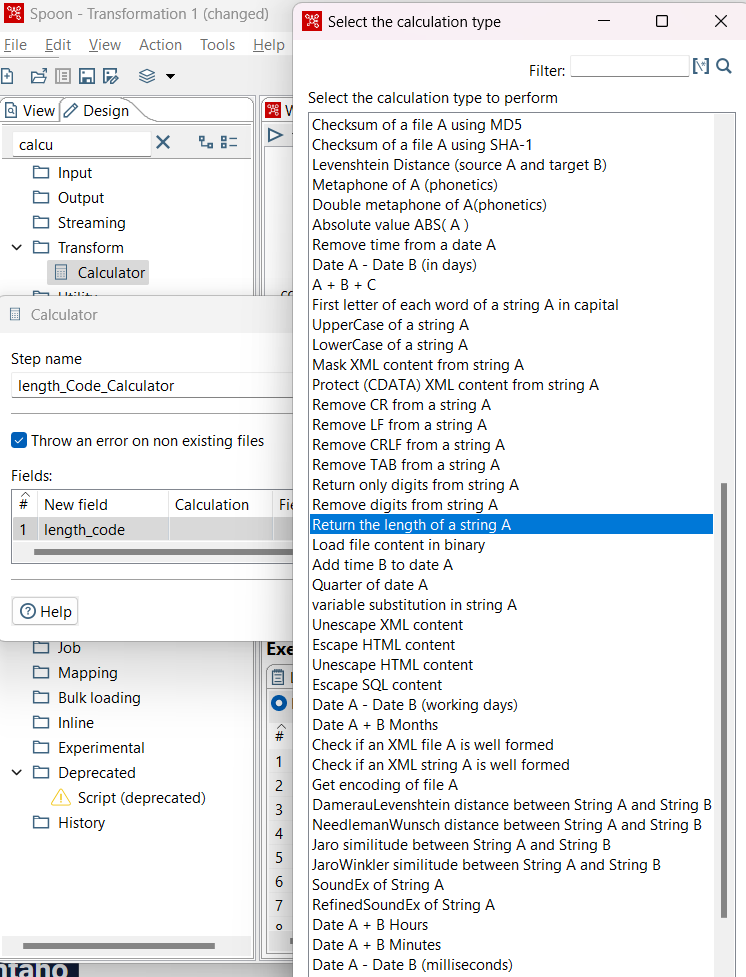 Spoon - Transformation 1 (changed)
File Edit View Action Tools Help
View Design
calcu
Input
Output
Streaming
Transform
Calculator
Calculator
Step name
length_Code_Calculator
Throw an error on non existing files
Fields:
# New field Calculation
1 length_code
Help
Job
Mapping
Bulk loading
Inline
Experimental
Deprecated
Script (deprecated)
History
#
1
2
3
4
5
6
7
Select the calculation type
Filter:
Select the calculation type to perform
Checksum of a file A using MD5
Checksum of a file A using SHA-1
Levenshtein Distance (source A and target B)
Metaphone of A (phonetics)
Double metaphone of A(phonetics)
Absolute value ABS( A )
Remove time from a date A
Date A - Date B (in days)
A + B + C
First letter of each word of a string A in capital
UpperCase of a string A
LowerCase of a string A
Mask XML content from string A
Protect (CDATA) XML content from string A
Remove CR from a string A
Remove LF from a string A
Remove CRLF from a string A
Remove TAB from a string A
Return only digits from string A
Remove digits from string A
Return the length of a string A
Load file content in binary
Add time B to date A
Quarter of date A
variable substitution in string A
Unescape XML content
Escape HTML content
Unescape HTML content
Escape SQL content
Date A - Date B (working days)
Date A + B Months
Check if an XML file A is well formed
Check if an XML string A is well formed
Get encoding of file A
DamerauLevenshtein distance between String A and String B
NeedlemanWunsch distance between String A and String B
Jaro similitude between String A and String B
JaroWinkler similitude between String A and String B
SoundEx of String A
RefinedSoundEx of String A
Date A + B Hours
Date A + B Minutes
Date A - Date B (milliseconds)